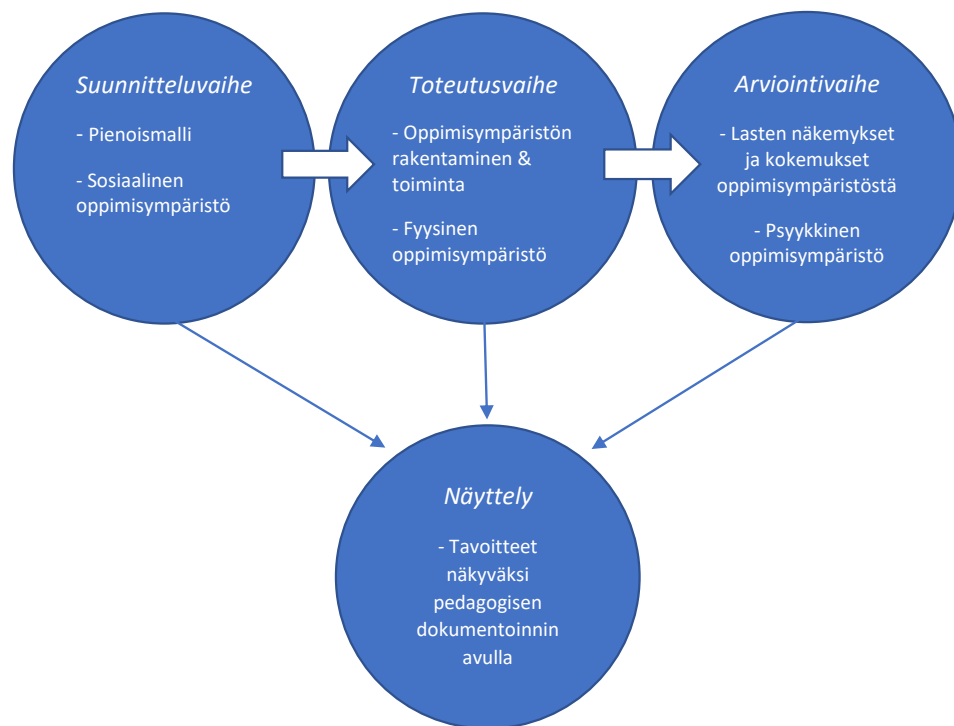 Suunnitteluvaihe
- Pienoismalli
- Sosiaalinen
oppimisympäristö
Toteutusvaihe
- Oppimisympäristön
rakentaminen &
toiminta
- Fyysinen
oppimisympäristö
Arviointivaihe
- Lasten näkemykset
ja kokemukset
oppimisympäristöstä
- Psyykkinen
oppimisympäristö
Näyttely
- Tavoitteet
näkyväksi
pedagogisen
dokumentoinnin
avulla